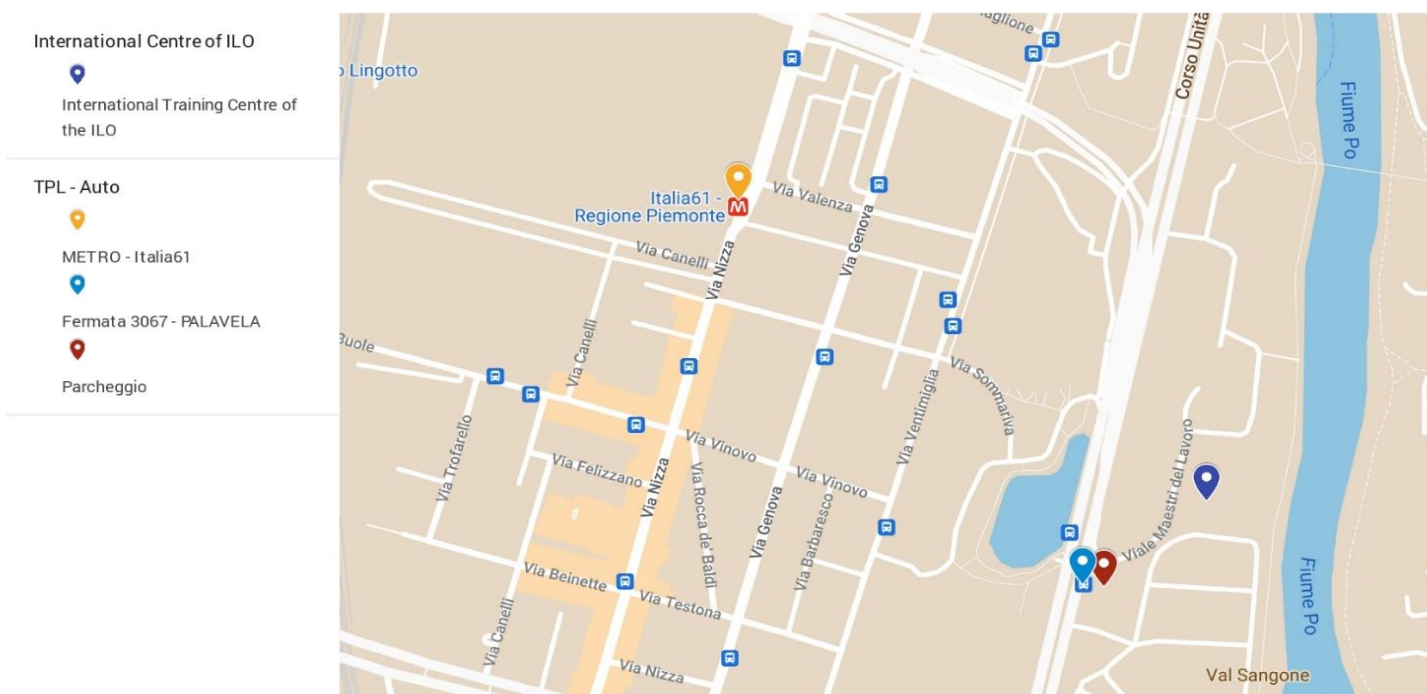 International Centre of ILO
International Training Centre of
the ILO
TPL - Auto
METRO - Italia61
Fermata 3067 - PALAVELA
Parcheggio
Lingotto
Corso Unità
Fiume Po
Italia61 -
Regione Piemonte
M
Via Valenza
Via Genova
Via Canelli
Via Nizza
Buole
Via Canelli
Via Sommariva
Via Ventimiglia
Via Trofarello
Via Vinovo
Via Vinovo
Viale Maestri del Lavoro
Via Felizzano
Via Nizza
Via Rocca de' Baldi
Via Genova
Via Barbaresco
Via Beinette
Via Testona
Fiume Po
Via Canelli
Via Nizza
Val Sangone